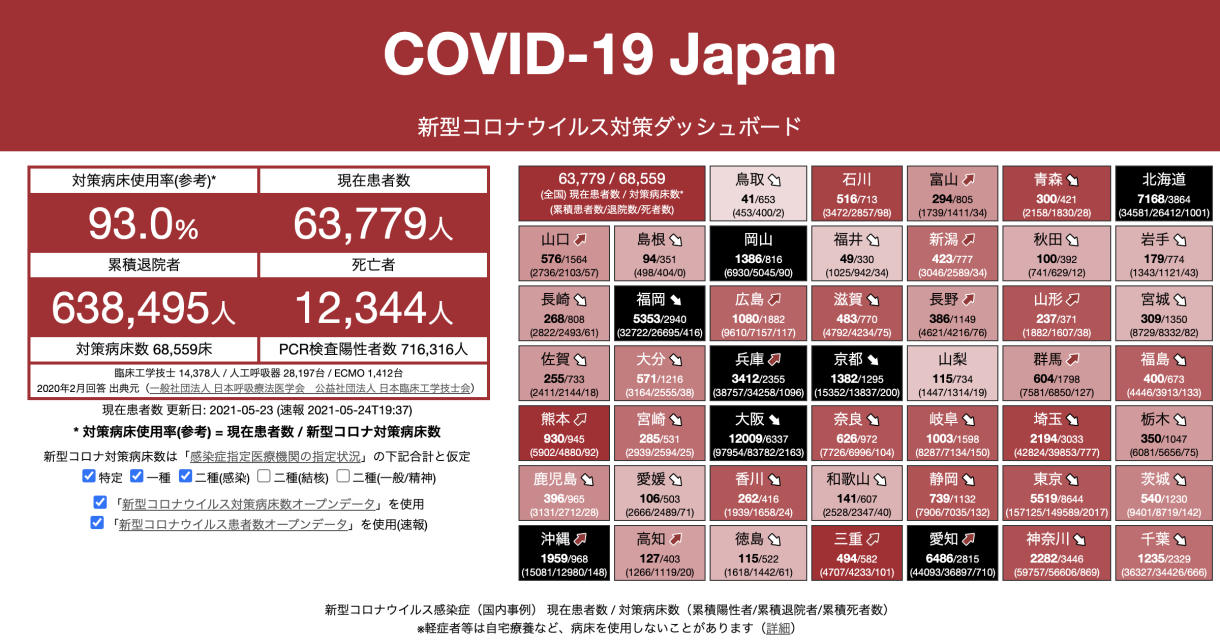 COVID-19 Japan
新型コロナウイルス対策ダッシュボード
対策病床使用率(参考)* 現在患者数
93.0% 63,779人
累積退院者 死亡者
638,495人 12,344人
対策病床数 68,559床 PCR検査陽性者数 716,316人
臨床工学技士 14,378人 / 人工呼吸器 28,197台 / ECMO 1,412台
2020年2月回答 出典元（一般社団法人 日本呼吸療法医学会　公益社団法人 日本臨床工学技士会）
現在患者数 更新日: 2021-05-23 (速報 2021-05-24T19:37)
* 対策病床使用率(参考) = 現在患者数 / 新型コロナ対策病床数
新型コロナ対策病床数は「感染症指定医療機関の指定状況」の下記合計と仮定
特定 一種 二種(感染) 二種(結核) 二種(一般/精神)
「新型コロナウイルス対策病床数オープンデータ」を使用
「新型コロナウイルス患者数オープンデータ」を使用(速報)
63,779 / 68,559
(全国) 現在患者数 / 対策病床数*
(累積患者数/退院数/死者数)
鳥取 石川 富山 青森 北海道
41/653 516/713 294/805 300/421 7168/3864
(453/400/2) (3472/2857/98) (1739/1411/34) (2158/1830/28) (34581/26412/1001)
山口 島根 岡山 福井 新潟 秋田 岩手
576/1564 94/351 1386/816 49/330 423/777 100/392 179/774
(2736/2103/57) (498/404/0) (6930/5045/90) (1025/942/34) (3046/2589/34) (741/629/12) (1343/1121/43)
長崎 福岡 広島 滋賀 長野 山形 宮城
268/808 5353/2940 1080/1882 483/770 386/1149 237/371 309/1350
(2822/2493/61) (32722/26695/416) (9610/7157/117) (4792/4234/75) (4621/4216/76) (1882/1607/38) (8729/8332/82)
佐賀 大分 兵庫 京都 山梨 群馬 福島
255/733 571/1216 3412/2355 1382/1295 115/734 604/1798 400/673
(2411/2144/18) (3164/2555/38) (38757/34258/1096) (15352/13837/200) (1447/1314/19) (7581/6850/127) (4446/3913/133)
熊本 宮崎 大阪 奈良 岐阜 埼玉 栃木
930/945 285/531 12009/6337 626/972 1003/1598 2194/3033 350/1047
(5902/4880/92) (2939/2594/25) (97954/83782/2163) (7726/6996/104) (8287/7134/150) (42824/39853/777) (6081/5656/75)
鹿児島 愛媛 香川 和歌山 静岡 東京 茨城
396/965 106/503 262/416 141/607 739/1132 5519/8644 540/1230
(3131/2712/28) (2666/2489/71) (1939/1658/24) (2528/2347/40) (7906/7035/132) (157125/149589/2017) (9401/8719/142)
沖縄 高知 徳島 三重 愛知 神奈川 千葉
1959/968 127/403 115/522 494/582 6486/2815 2282/3446 1235/2329
(15081/12980/148) (1266/1119/20) (1618/1442/61) (4707/4233/101) (44093/36897/710) (59757/56606/869) (36327/34426/666)
新型コロナウイルス感染症（国内事例） 現在患者数 / 対策病床数（累積陽性者/累積退院者/累積死者数）
※軽症者等は自宅療養など、病床を使用しないことがあります（詳細）